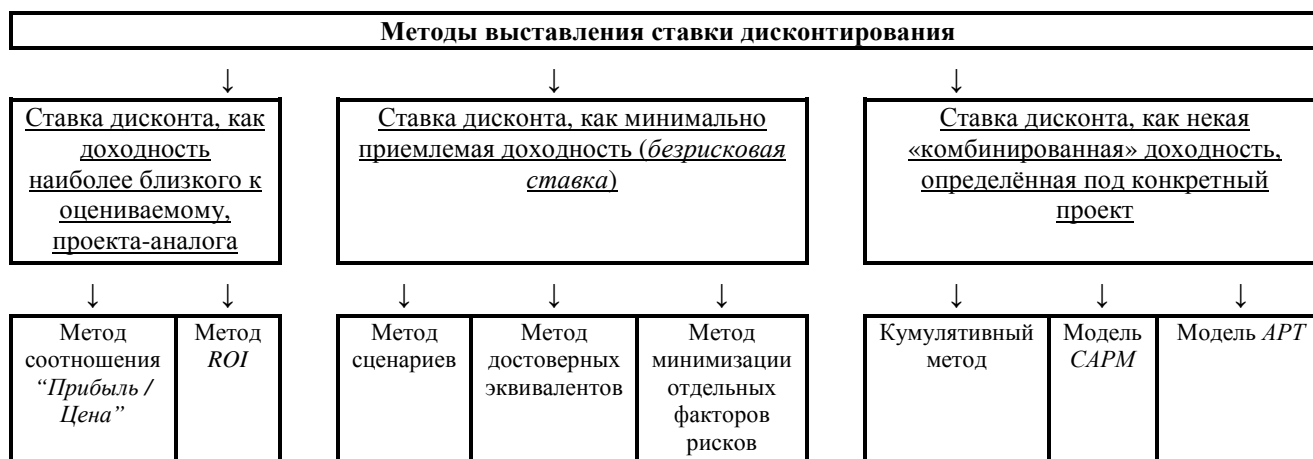 Методы выставления ставки дисконтирования
↓ ↓ ↓
Ставка дисконта, как
доходность
наиболее близкого к
оцениваемому,
проекта-аналога
Ставка дисконта, как минимально
приемлемая доходность (безрисковая
ставка)
Ставка дисконта, как некая
«комбинированная» доходность,
определённая под конкретный
проект
↓ ↓ ↓ ↓ ↓ ↓ ↓ ↓
Метод
соотношения
“Прибыль /
Цена”
Метод
ROI
Метод
сценариев
Метод
достоверных
эквивалентов
Метод
минимизации
отдельных
факторов
рисков
Кумулятивный
метод
Модель
CAPM
Модель APT